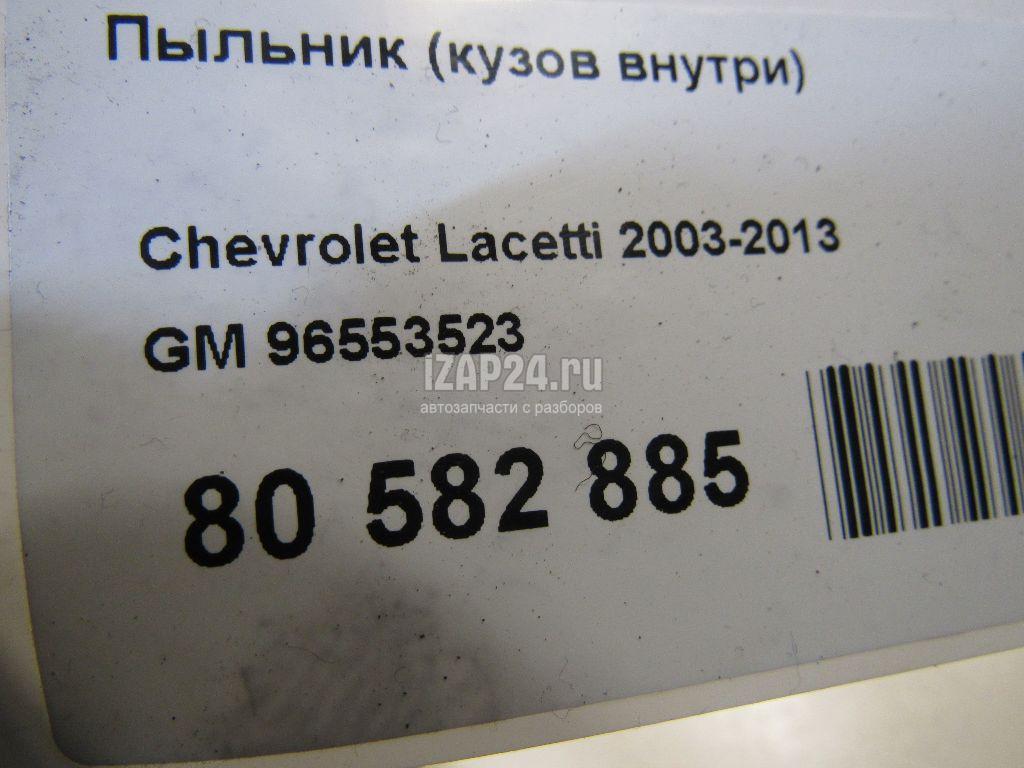 Пыльник (кузов внутри)
Chevrolet Lacetti 2003-2013
GM 96553523
iZAP24.ru
автозапчасти с разборов
80 582 885